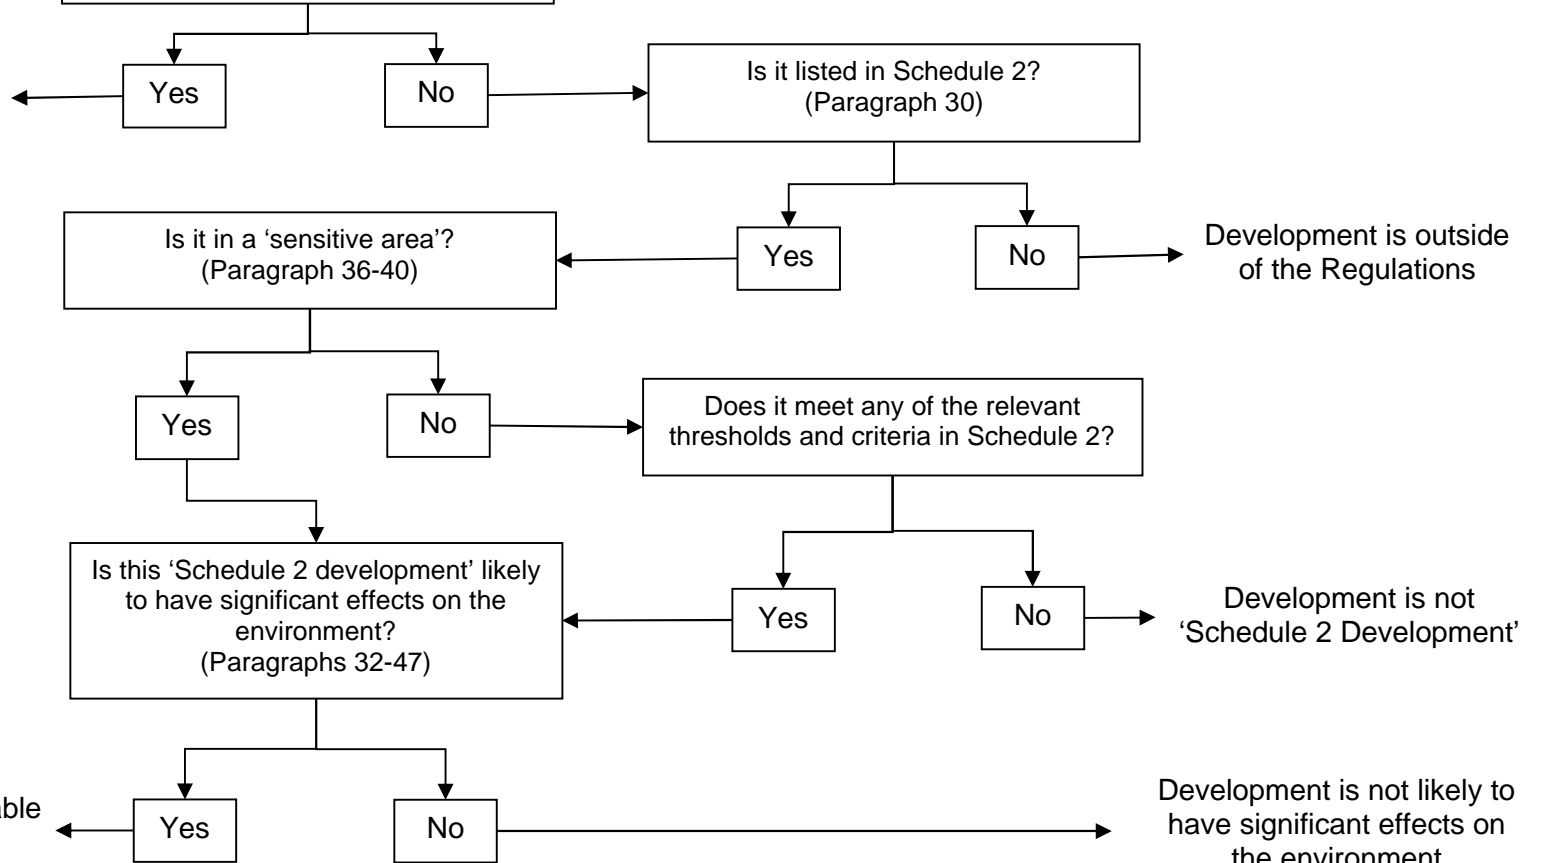 Yes
No
Is it listed in Schedule 2?
(Paragraph 30)
Is it in a ‘sensitive area’?
(Paragraph 36-40)
Yes
No
Development is outside
of the Regulations
Yes
No
Does it meet any of the relevant
thresholds and criteria in Schedule 2?
Is this ‘Schedule 2 development’ likely
to have significant effects on the
environment?
(Paragraphs 32-47)
Yes
No
Development is not
‘Schedule 2 Development’
Yes
No
Development is not likely to
have significant effects on
the environment